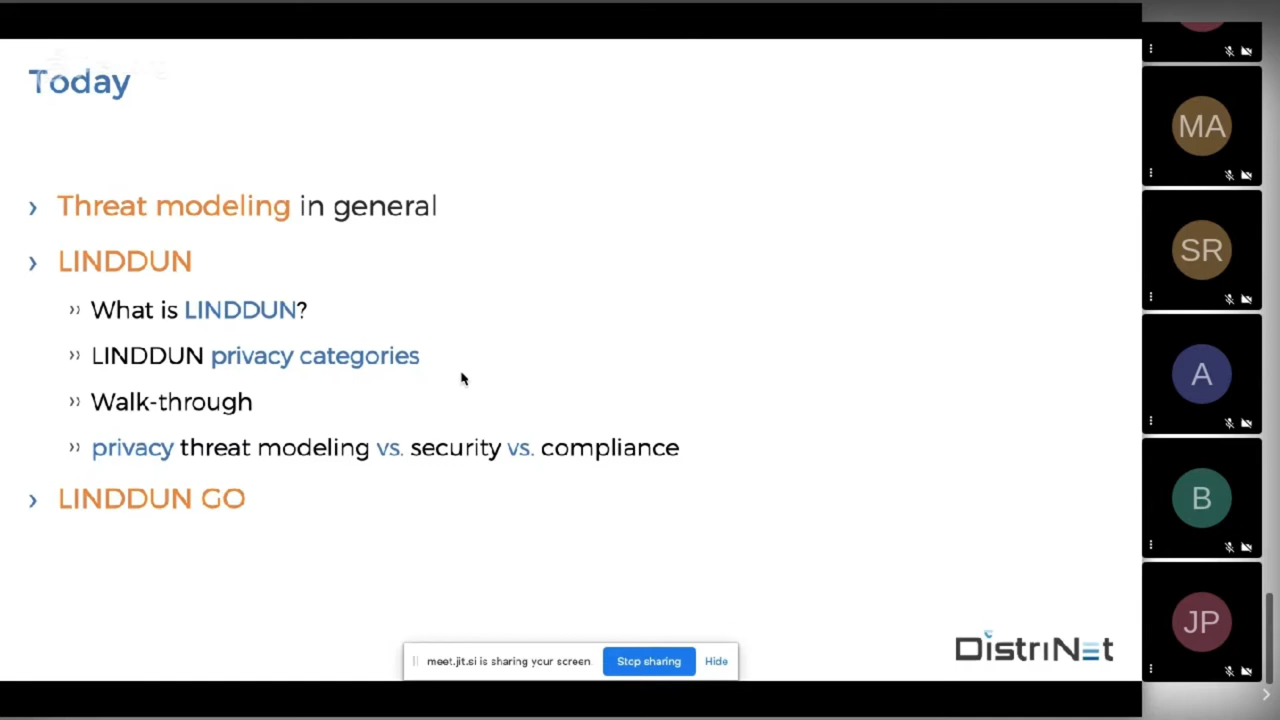 Today
› Threat modeling in general
› LINDDUN
›› What is LINDDUN?
›› LINDDUN privacy categories
›› Walk-through
›› privacy threat modeling vs. security vs. compliance
› LINDDUN GO
DistriNet
meet.jit.si is sharing your screen. Stop sharing Hide
MA
SR
A
B
JP